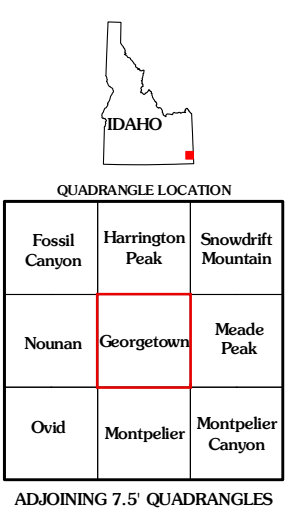 IDAHO
QUADRANGLE LOCATION
Fossil
Canyon
Harrington
Peak
Snowdrift
Mountain
Nounan
Georgetown
Meade
Peak
Ovid
Montpelier
Montpelier
Canyon
ADJOINING 7.5' QUADRANGLES